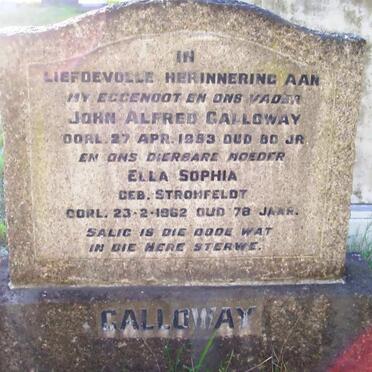 IN
LIEFDEVOLLE HERINNERING AAN
MY EGGENOOT EN ONS VADER
JOHN ALFRED GALLOWAY
OORL. 27 APR. 1953 OUD 80 JR
EN ONS DIERBARE MOEDER
ELLA SOPHIA
GEB. STROHFELDT
OORL. 23-2-1962 OUD 78 JAAR.
SALIG IS DIE DODE WAT
IN DIE HERE STERWE.
GALLOWAY